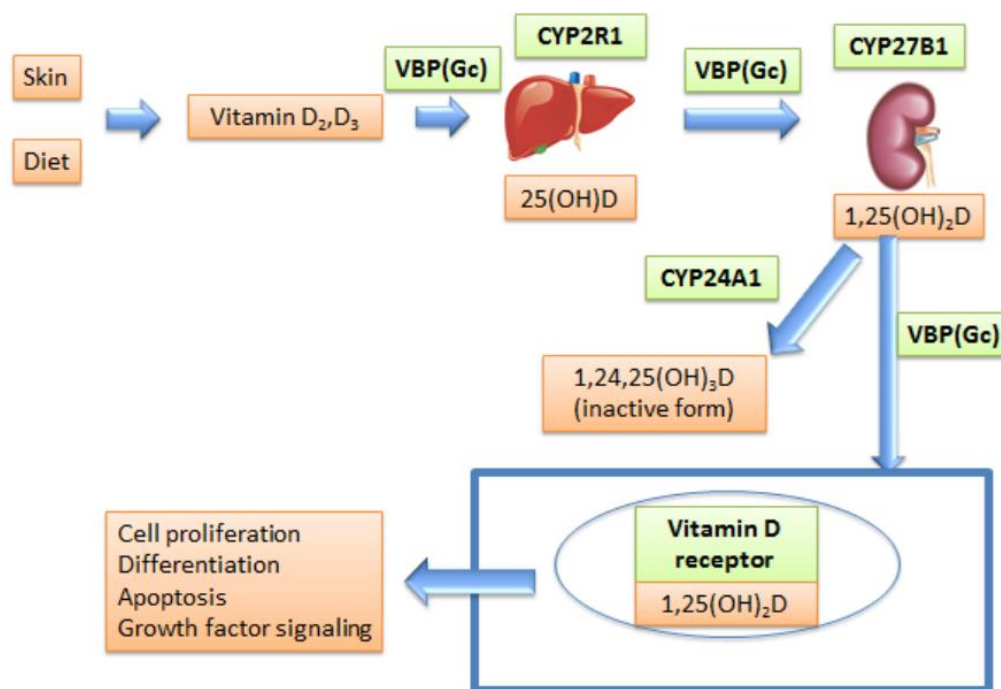 Skin
Diet
Vitamin D₂,D₃
VBP(Gc)
CYP2R1
25(OH)D
VBP(Gc)
CYP27B1
1,25(OH)₂D
CYP24A1
VBP(Gc)
1,24,25(OH)₃D
(inactive form)
Vitamin D
receptor
1,25(OH)₂D
Cell proliferation
Differentiation
Apoptosis
Growth factor signaling